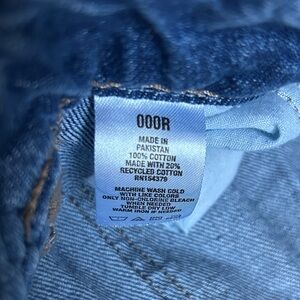 000R
MADE IN
PAKISTAN
100% COTTON
MADE WITH 20%
RECYCLED COTTON
RN154379
MACHINE WASH COLD
WITH LIKE COLORS
ONLY NON-CHLORINE BLEACH
WHEN NEEDED
TUMBLE DRY LOW
WARM IRON IF NEEDED